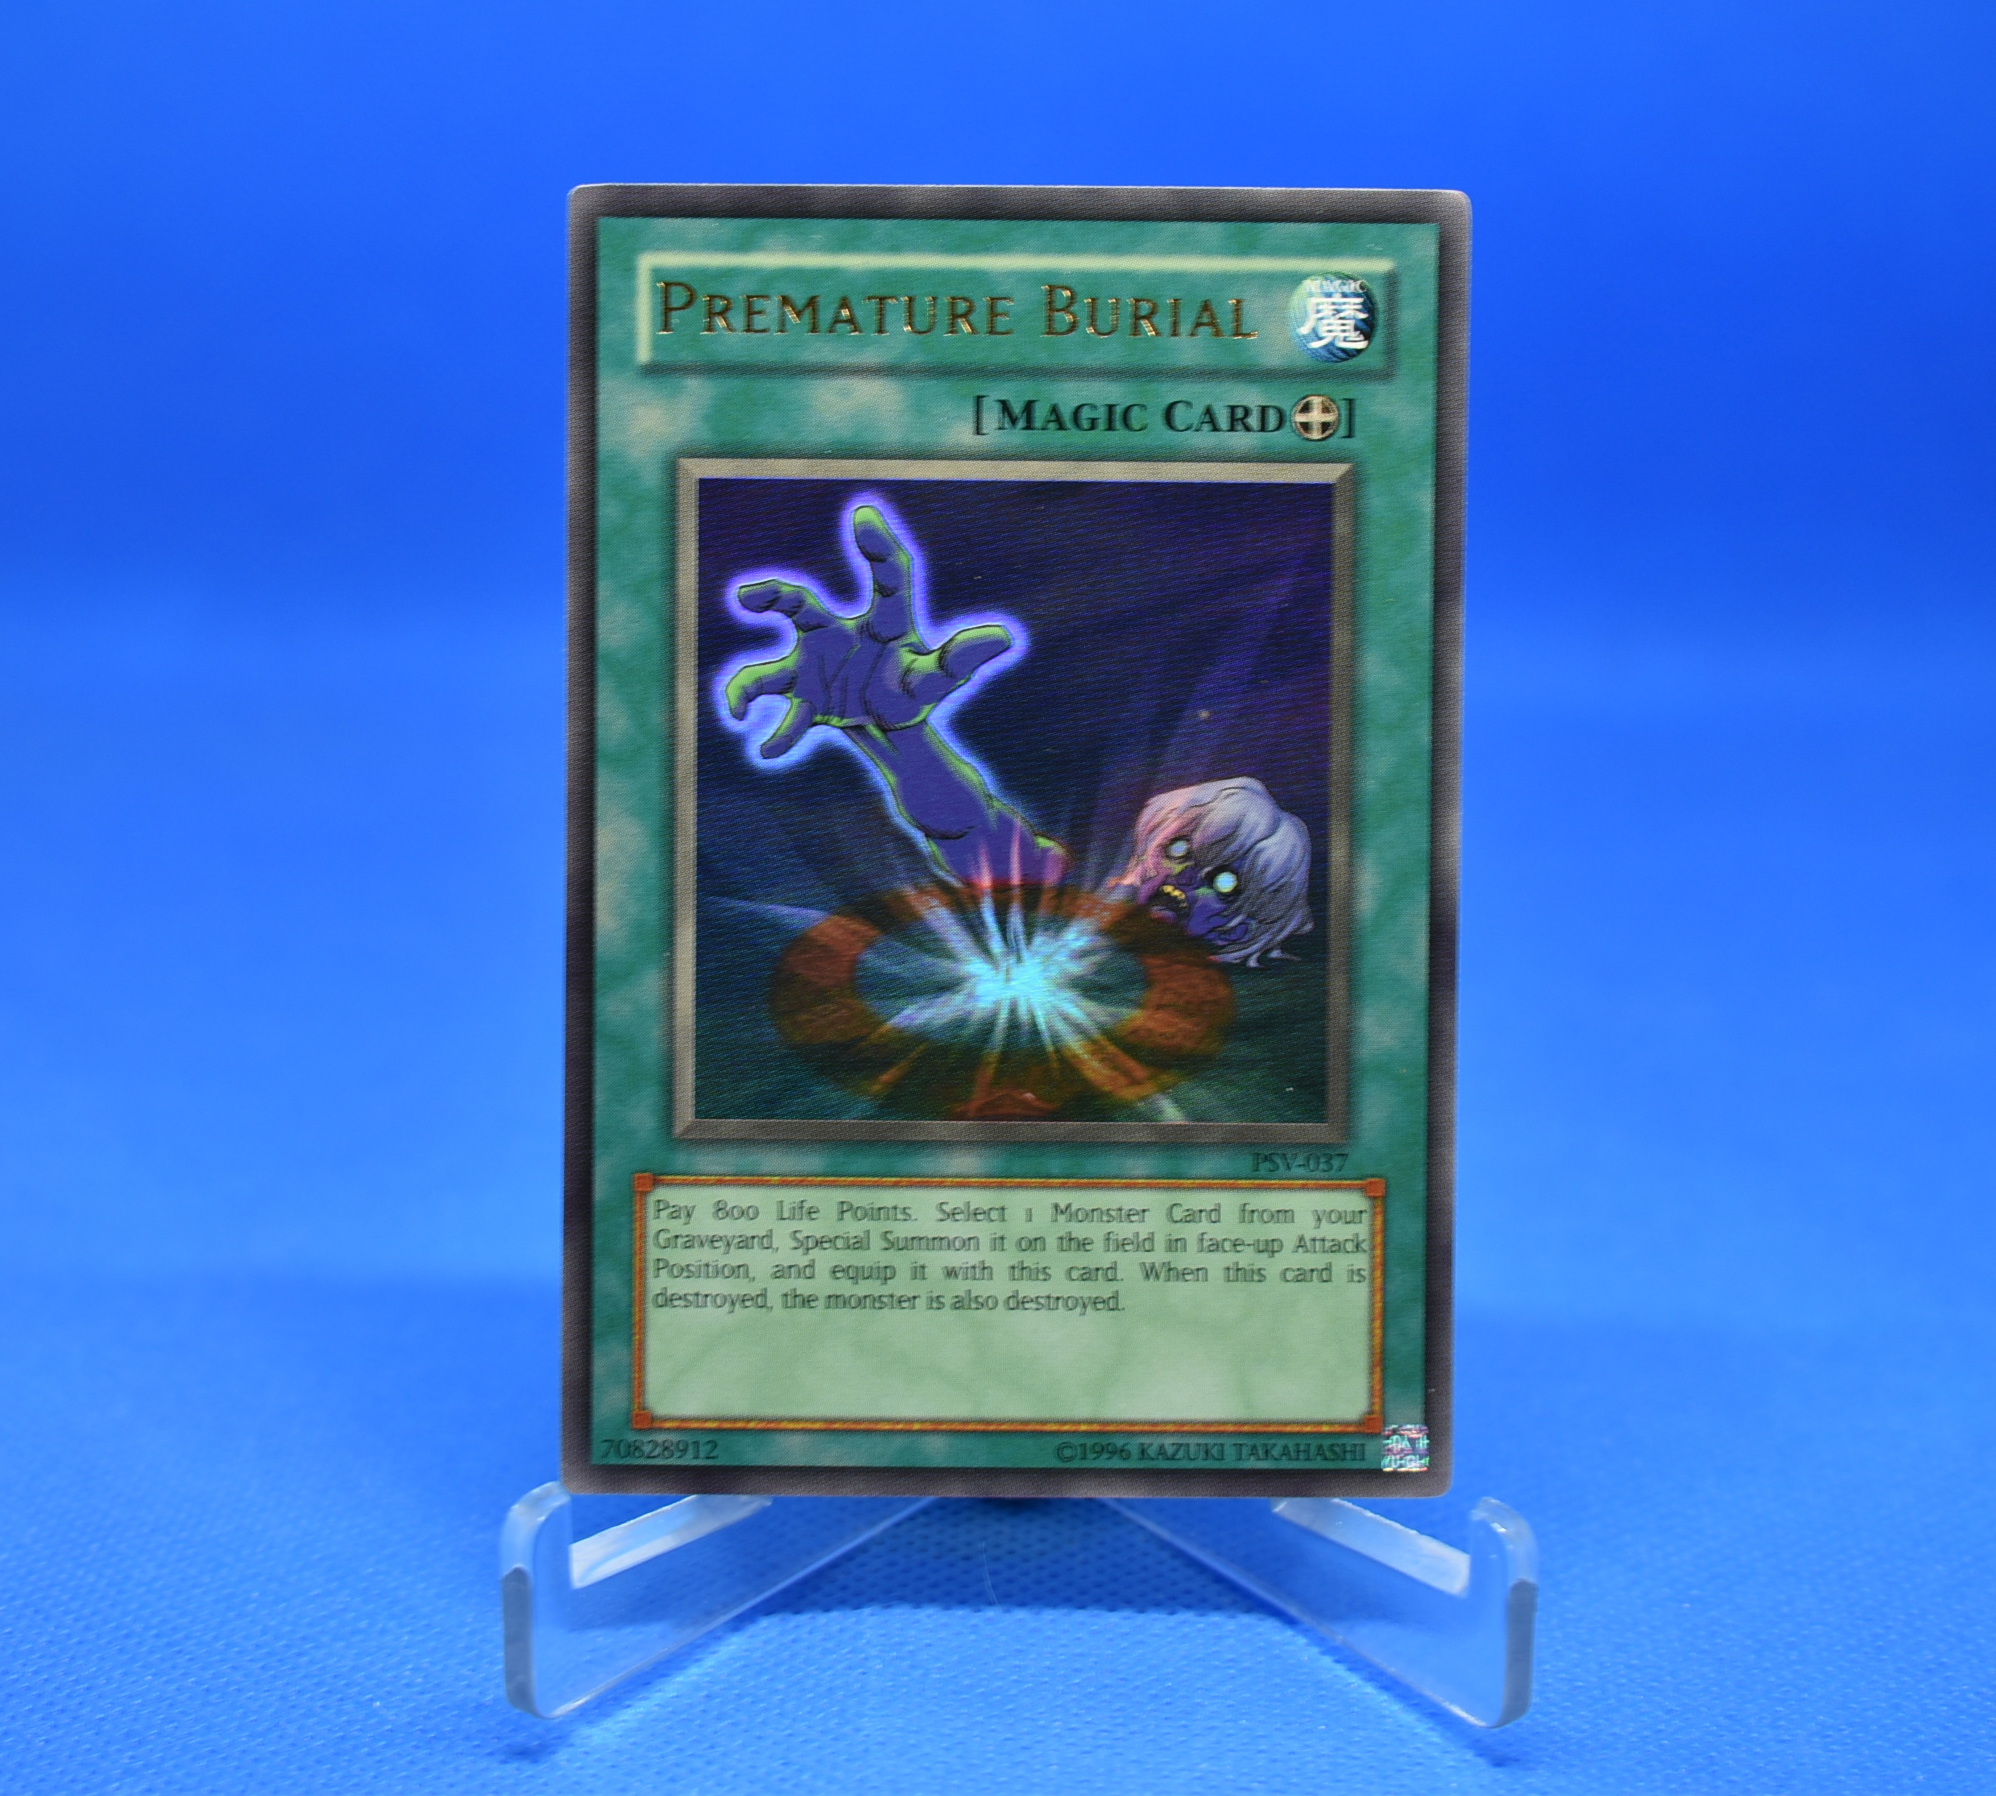 PREMATURE BURIAL
MAGIC
魔
[MAGIC CARD]
PSV-037
Pay 800 Life Points. Select 1 Monster Card from your
Graveyard, Special Summon it on the field in face-up Attack
Position, and equip it with this card. When this card is
destroyed, the monster is also destroyed.
70828912
©1996 KAZUKI TAKAHASHI